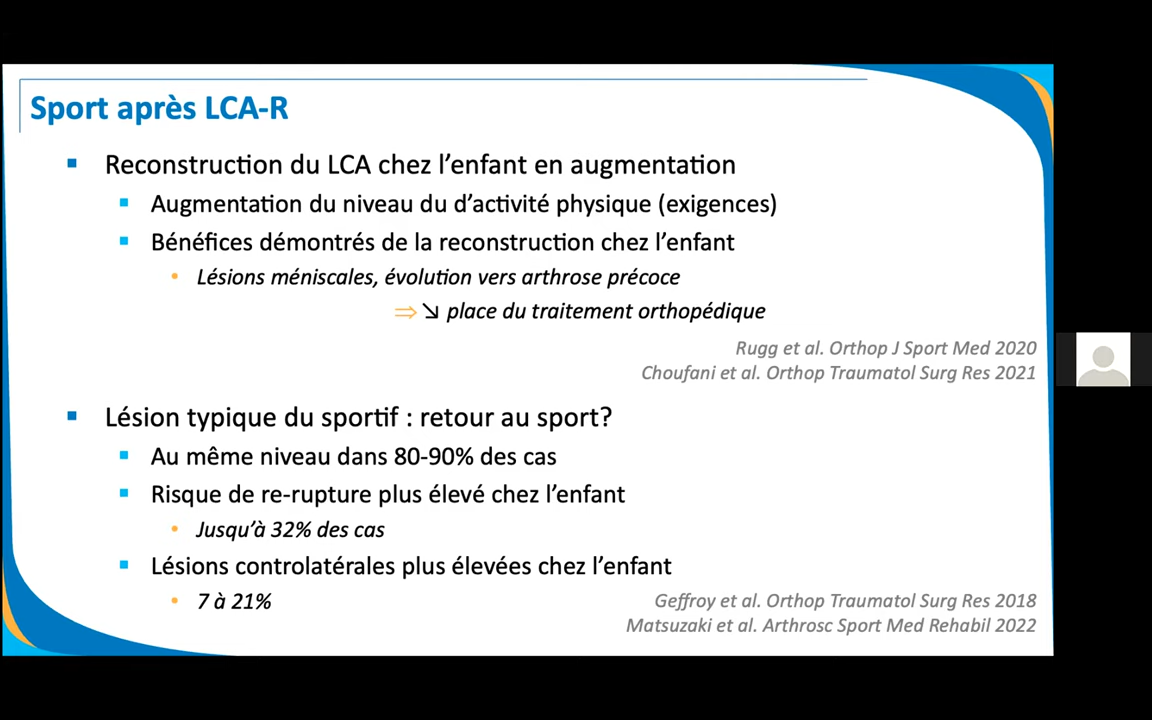 Sport après LCA-R
Reconstruction du LCA chez l’enfant en augmentation
Augmentation du niveau du d’activité physique (exigences)
Bénéfices démontrés de la reconstruction chez l’enfant
Lésions méniscales, évolution vers arthrose précoce
⇒ ↘ place du traitement orthopédique
Rugg et al. Orthop J Sport Med 2020
Choufani et al. Orthop Traumatol Surg Res 2021
Lésion typique du sportif : retour au sport?
Au même niveau dans 80-90% des cas
Risque de re-rupture plus élevé chez l’enfant
Jusqu’à 32% des cas
Lésions controlatérales plus élevées chez l’enfant
7 à 21%
Geffroy et al. Orthop Traumatol Surg Res 2018
Matsuzaki et al. Arthrosc Sport Med Rehabil 2022